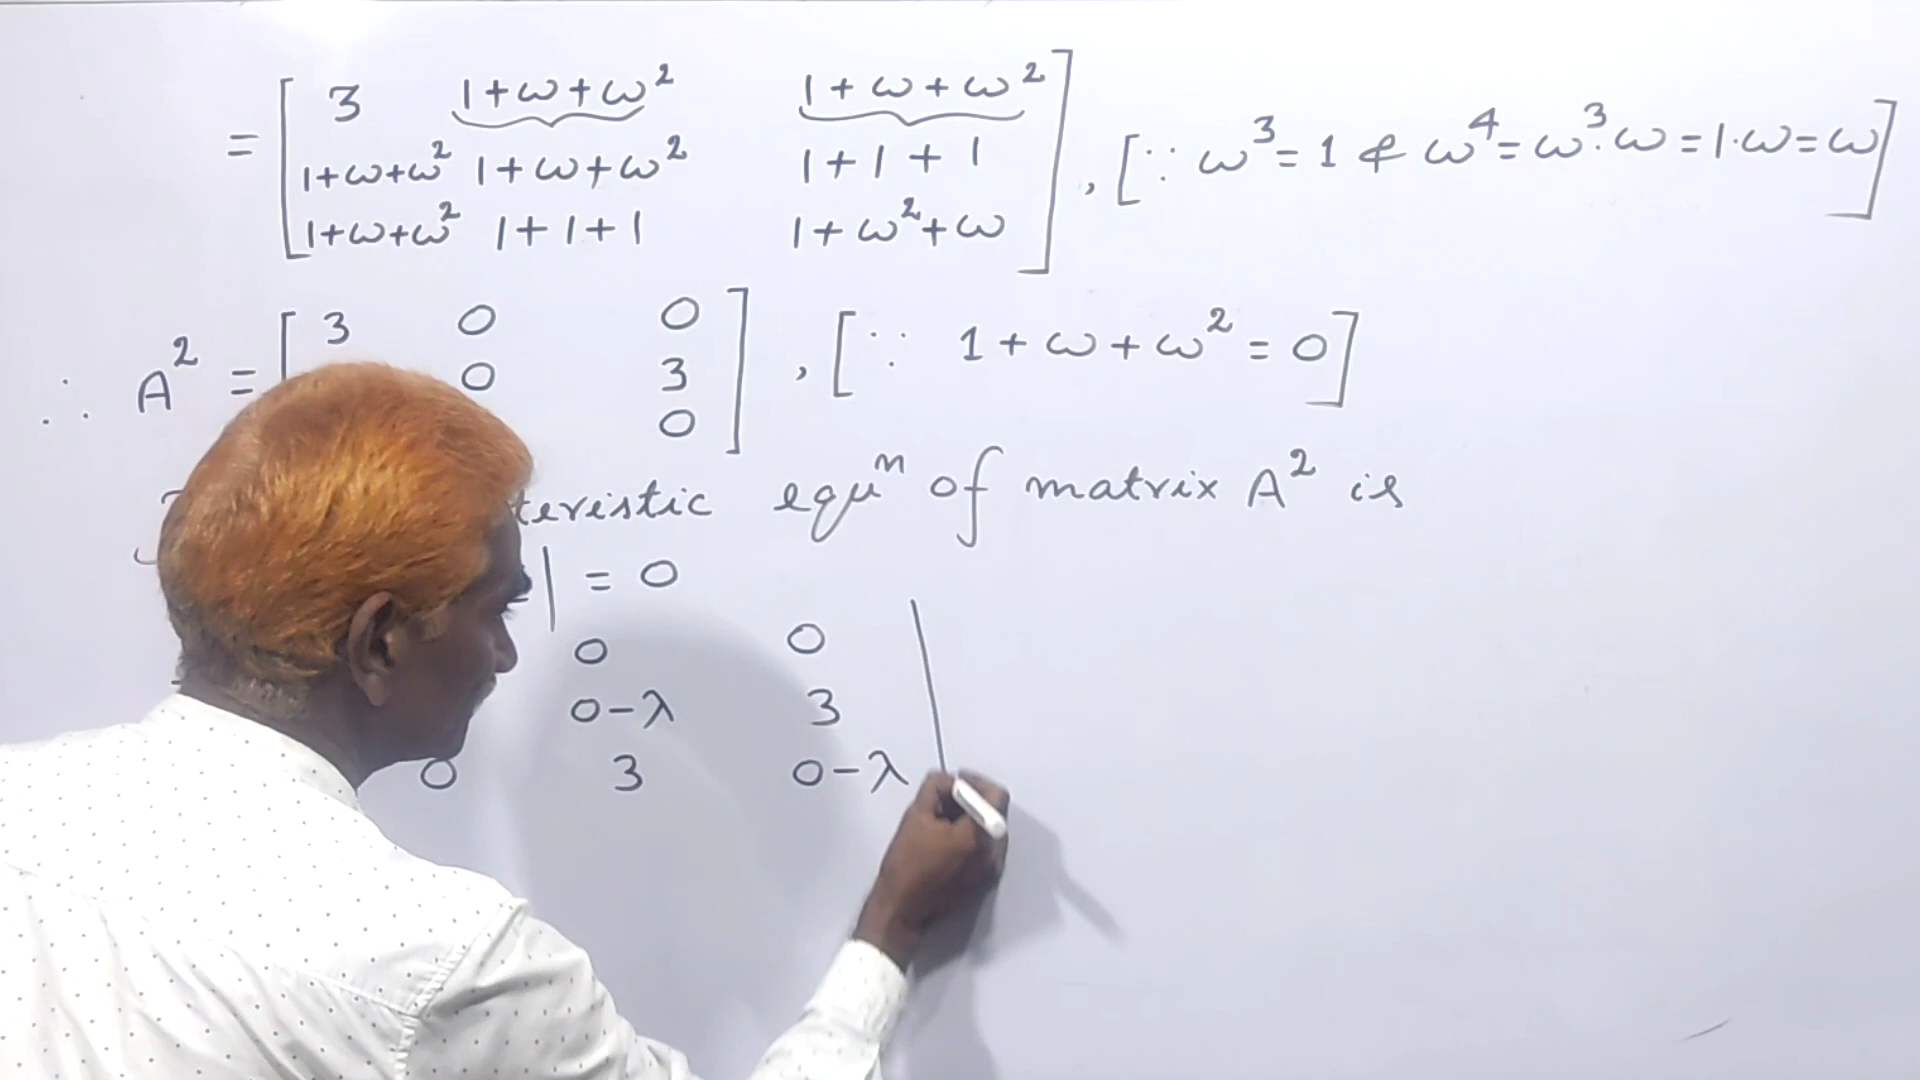 = [ 3 1+ω+ω² 1+ω+ω²
1+ω+ω² 1+ω+ω² 1+1+1
1+ω+ω² 1+1+1 1+ω²+ω ] , [∵ ω³=1 & ω⁴=ω³·ω=1·ω=ω]
∴ A² = [ 3 0 0
0 3
0 ] , [∵ 1+ω+ω²=0]
equⁿ of matrix A² is
| = 0
0 0
0-λ 3
0 3 0-λ |